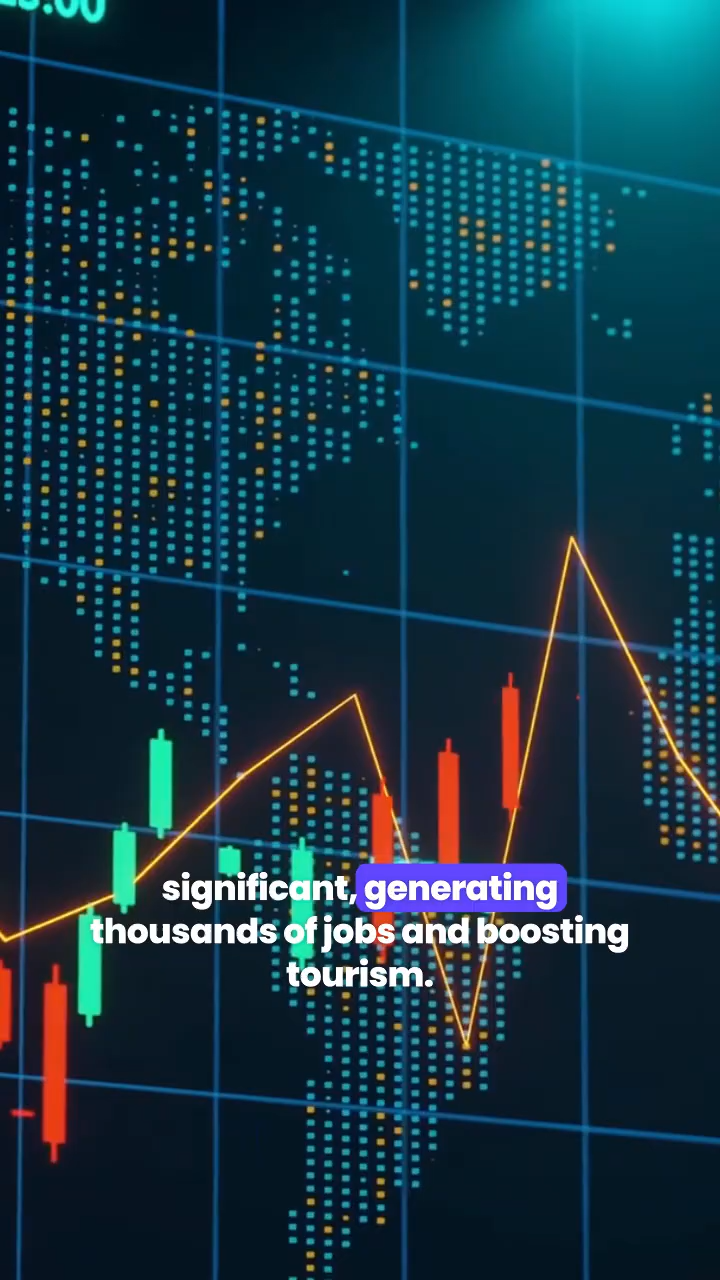 significant, generating
thousands of jobs and boosting
tourism.